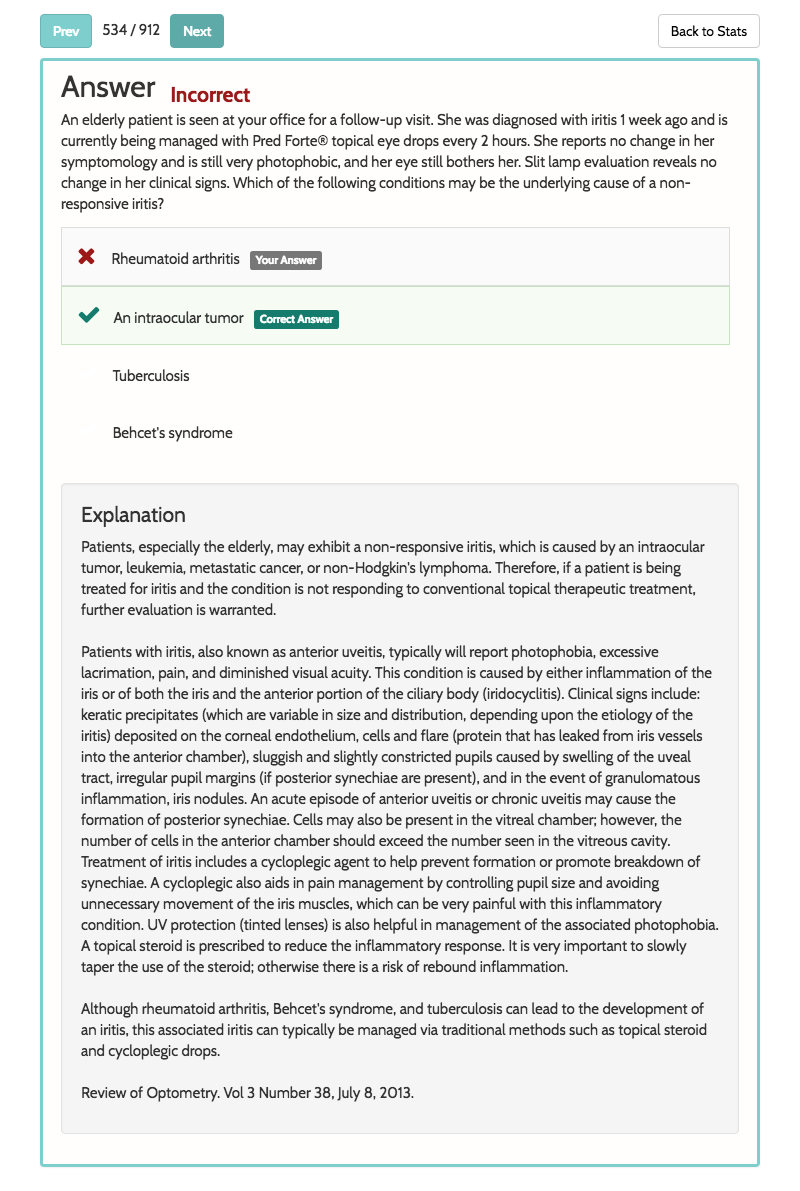 Prev 534 / 912 Next Back to Stats
Answer Incorrect
An elderly patient is seen at your office for a follow-up visit. She was diagnosed with iritis 1 week ago and is
currently being managed with Pred Forte® topical eye drops every 2 hours. She reports no change in her
symptomology and is still very photophobic, and her eye still bothers her. Slit lamp evaluation reveals no
change in her clinical signs. Which of the following conditions may be the underlying cause of a non-
responsive iritis?
Rheumatoid arthritis Your Answer
An intraocular tumor Correct Answer
Tuberculosis
Behcet's syndrome
Explanation
Patients, especially the elderly, may exhibit a non-responsive iritis, which is caused by an intraocular
tumor, leukemia, metastatic cancer, or non-Hodgkin's lymphoma. Therefore, if a patient is being
treated for iritis and the condition is not responding to conventional topical therapeutic treatment,
further evaluation is warranted.
Patients with iritis, also known as anterior uveitis, typically will report photophobia, excessive
lacrimation, pain, and diminished visual acuity. This condition is caused by either inflammation of the
iris or of both the iris and the anterior portion of the ciliary body (iridocyclitis). Clinical signs include:
keratic precipitates (which are variable in size and distribution, depending upon the etiology of the
iritis) deposited on the corneal endothelium, cells and flare (protein that has leaked from iris vessels
into the anterior chamber), sluggish and slightly constricted pupils caused by swelling of the uveal
tract, irregular pupil margins (if posterior synechiae are present), and in the event of granulomatous
inflammation, iris nodules. An acute episode of anterior uveitis or chronic uveitis may cause the
formation of posterior synechiae. Cells may also be present in the vitreal chamber; however, the
number of cells in the anterior chamber should exceed the number seen in the vitreous cavity.
Treatment of iritis includes a cycloplegic agent to help prevent formation or promote breakdown of
synechiae. A cycloplegic also aids in pain management by controlling pupil size and avoiding
unnecessary movement of the iris muscles, which can be very painful with this inflammatory
condition. UV protection (tinted lenses) is also helpful in management of the associated photophobia.
A topical steroid is prescribed to reduce the inflammatory response. It is very important to slowly
taper the use of the steroid; otherwise there is a risk of rebound inflammation.
Although rheumatoid arthritis, Behcet's syndrome, and tuberculosis can lead to the development of
an iritis, this associated iritis can typically be managed via traditional methods such as topical steroid
and cycloplegic drops.
Review of Optometry. Vol 3 Number 38, July 8, 2013.